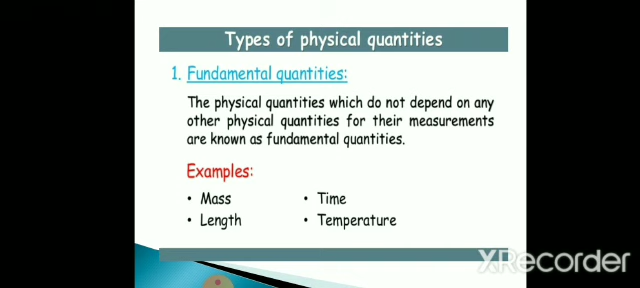 Types of physical quantities
1. Fundamental quantities:
The physical quantities which do not depend on any
other physical quantities for their measurements
are known as fundamental quantities.
Examples:
• Mass • Time
• Length • Temperature
XRecorder